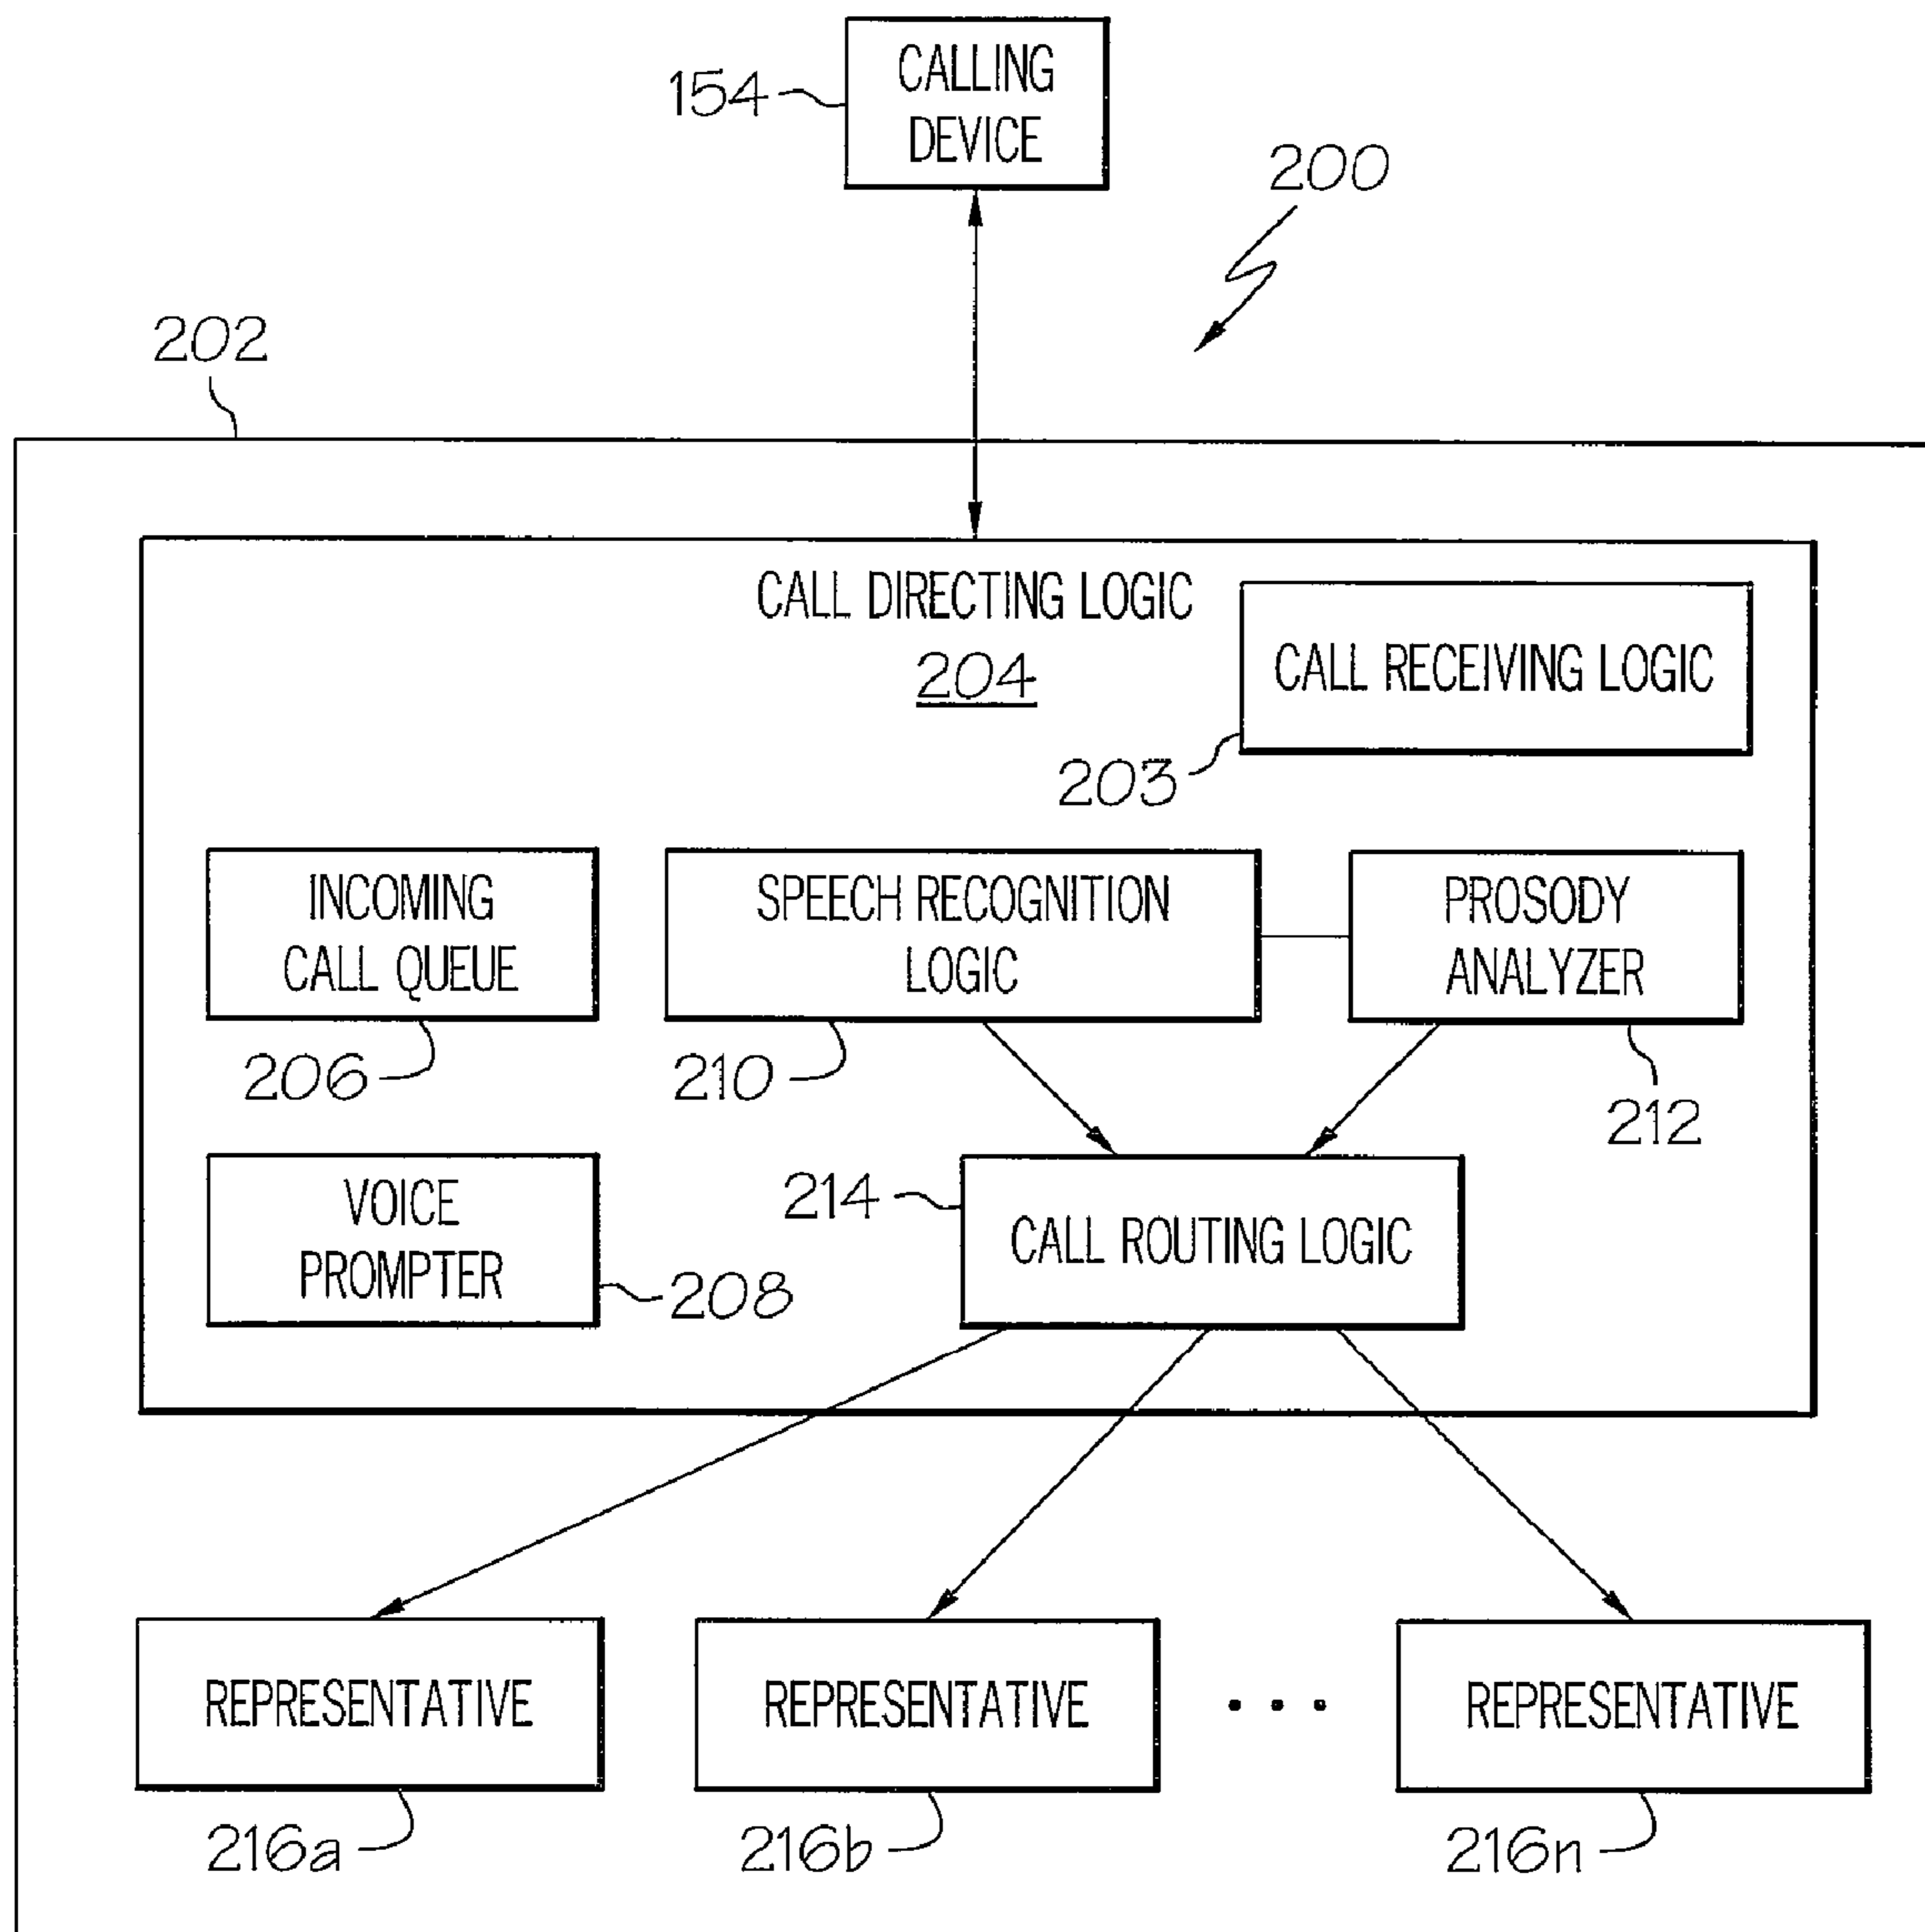 CALLING
DEVICE
154
200
202
CALL DIRECTING LOGIC
204
CALL RECEIVING LOGIC
203
INCOMING
CALL QUEUE
206
SPEECH RECOGNITION
LOGIC
210
PROSODY
ANALYZER
212
VOICE
PROMPTER
208
214
CALL ROUTING LOGIC
REPRESENTATIVE
REPRESENTATIVE
• • •
REPRESENTATIVE
216a
216b
216n